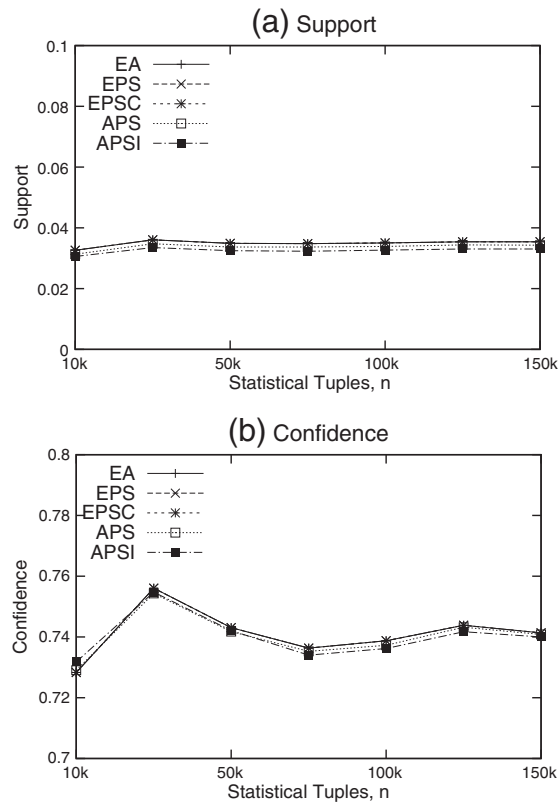 (a) Support
0.1
EA
EPS
0.08
EPSC
APS
APSI
0.06
Support
0.04
0.02
0
10k 50k 100k 150k
Statistical Tuples, n
(b) Confidence
0.8
EA
EPS
0.78
EPSC
APS
APSI
0.76
Confidence
0.74
0.72
0.7
10k 50k 100k 150k
Statistical Tuples, n